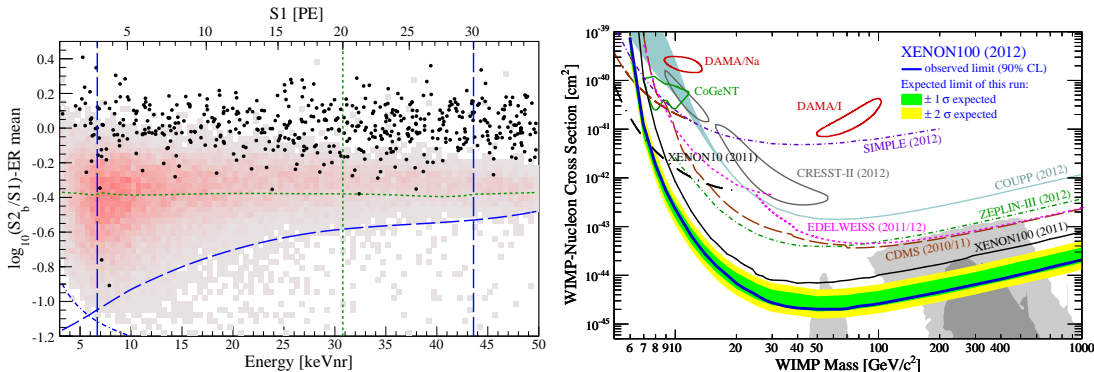 S1 [PE]
5 10 15 20 25 30
0.4
0.2
0.0
-0.2
-0.4
-0.6
-0.8
-1.0
-1.2
log10(S2b/S1)-ER mean
5 10 15 20 25 30 35 40 45 50
Energy [keVnr]
10-39
10-40
10-41
10-42
10-43
10-44
10-45
WIMP-Nucleon Cross Section [cm2]
XENON100 (2012)
observed limit (90% CL)
Expected limit of this run:
± 1 σ expected
± 2 σ expected
DAMA/Na
CoGeNT
DAMA/I
SIMPLE (2012)
XENON10 (2011)
CRESST-II (2012)
COUPP (2012)
ZEPLIN-III (2012)
EDELWEISS (2011/12)
CDMS (2010/11)
XENON100 (2011)
6 7 8 910 20 30 40 50 100 200 300 400 1000
WIMP Mass [GeV/c2]